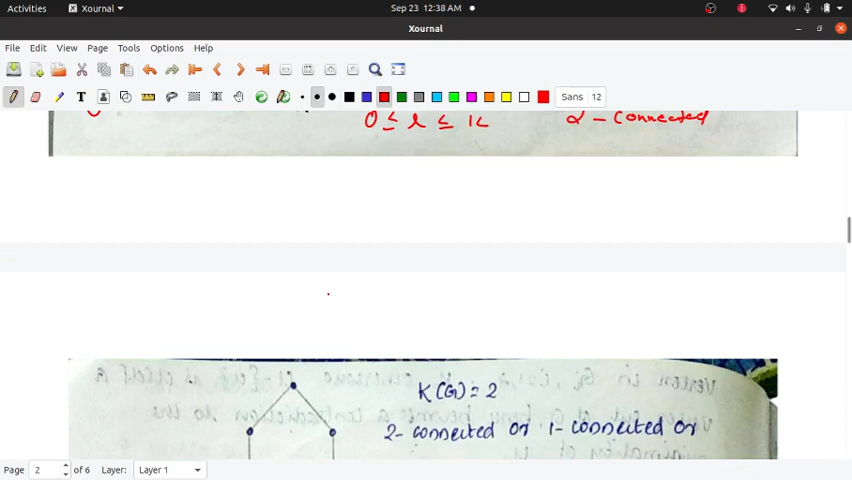 Activities
Xournal
Sep 23 12:38 AM
Xournal
File Edit View Page Tools Options Help
Sans 12
0 ≤ l ≤ k
2 - connected
K(G) = 2
2- connected or 1- connected or
Page 2 of 6 Layer: Layer 1